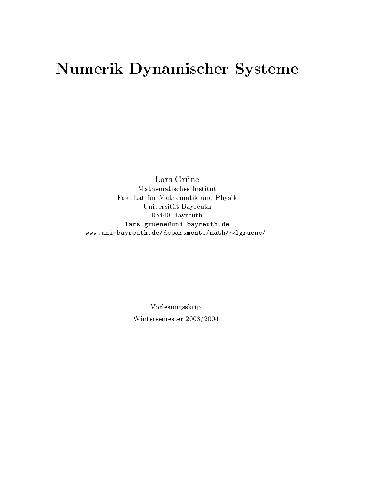 Numerik Dynamischer Systeme
Lars Grüne
Mathematisches Institut
Fakultät für Mathematik und Physik
Universität Bayreuth
95440 Bayreuth
lars.gruene@uni-bayreuth.de
www.uni-bayreuth.de/departments/math/~lgruene/
Vorlesungsskript
Wintersemester 2003/2004